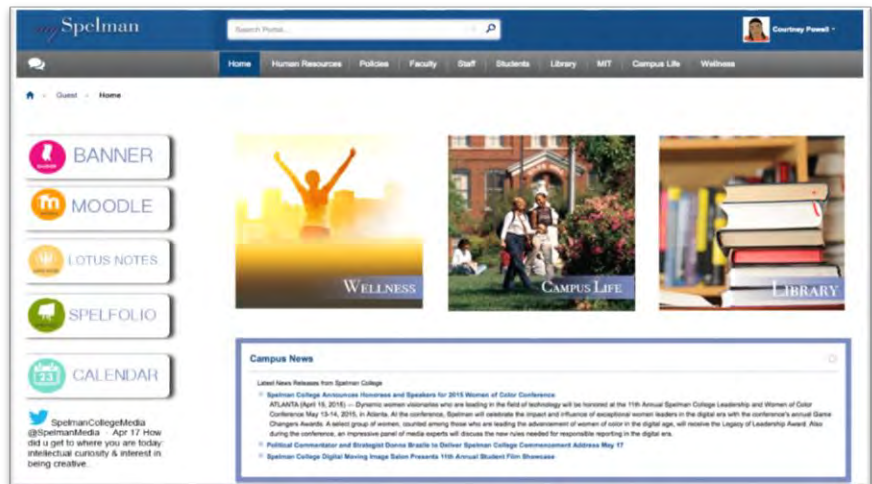 my Spelman
Search Portal...
Courtney Powell
Home Human Resources Policies Faculty Staff Students Library MIT Campus Life Wellness
Guest Home
BANNER
MOODLE
LOTUS NOTES
SPELFOLIO
23
CALENDAR
SpelmanCollegeMedia
@SpelmanMedia · Apr 17 How
did u get to where you are today:
intellectual curiosity & interest in
being creative.
WELLNESS
CAMPUS LIFE
LIBRARY
Campus News
Latest News Releases from Spelman College
Spelman College Announces Honorees and Speakers for 2015 Women of Color Conference
ATLANTA (April 15, 2015) — Dynamic women visionaries who are leading in the field of technology will be honored at the 11th Annual Spelman College Leadership and Women of Color
Conference May 13-14, 2015, in Atlanta. At the conference, Spelman will celebrate the impact and influence of exceptional women leaders in the digital era with the conference's annual Game
Changers Awards. A select group of women, counted among those who are leading the advancement of women of color in the digital age, will receive the Legacy of Leadership Award. Also
during the conference, an impressive panel of media experts will discuss the new rules needed for responsible reporting in the digital era.
Political Commentator and Strategist Donna Brazile to Deliver Spelman College Commencement Address May 17
Spelman College Digital Moving Image Salon Presents 11th Annual Student Film Showcase